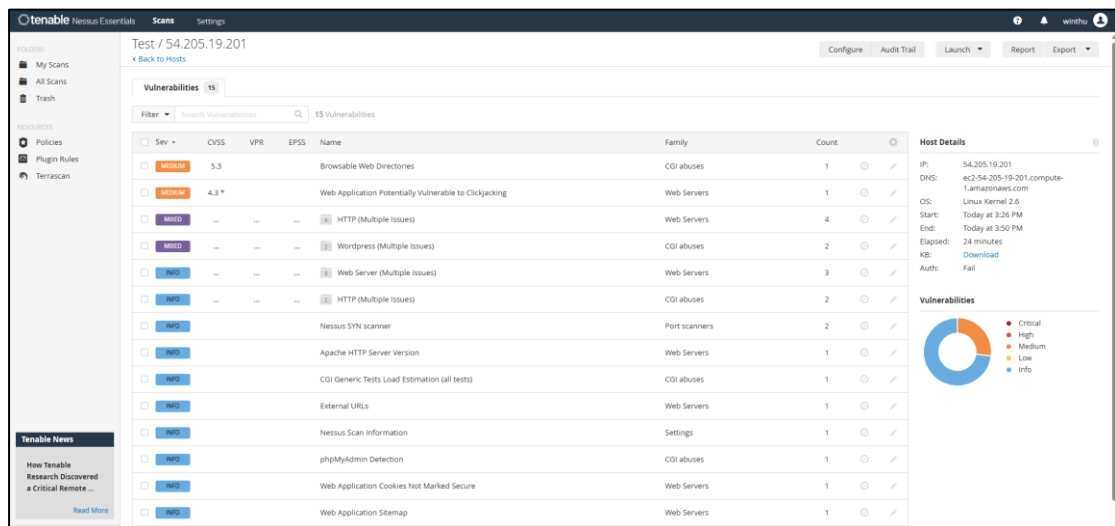 tenable Nessus Essentials Scans Settings winthu
FOLDERS
My Scans
All Scans
Trash
RESOURCES
Policies
Plugin Rules
Terrascan
Tenable News
How Tenable
Research Discovered
a Critical Remote ...
Read More
Test / 54.205.19.201
Back to Hosts
Configure Audit Trail Launch Report Export
Vulnerabilities 15
Filter Search Vulnerabilities 15 Vulnerabilities
Sev CVSS VPR EPSS Name Family Count
MEDIUM 5.3 Browsable Web Directories CGI abuses 1
MEDIUM 4.3 * Web Application Potentially Vulnerable to Clickjacking Web Servers 1
MIXED ... ... ... 4 HTTP (Multiple Issues) Web Servers 4
MIXED ... ... ... 2 Wordpress (Multiple Issues) CGI abuses 2
INFO ... ... ... 3 Web Server (Multiple Issues) Web Servers 3
INFO ... ... ... 2 HTTP (Multiple Issues) CGI abuses 2
INFO Nessus SYN scanner Port scanners 2
INFO Apache HTTP Server Version Web Servers 1
INFO CGI Generic Tests Load Estimation (all tests) CGI abuses 1
INFO External URLs Web Servers 1
INFO Nessus Scan Information Settings 1
INFO phpMyAdmin Detection CGI abuses 1
INFO Web Application Cookies Not Marked Secure Web Servers 1
INFO Web Application Sitemap Web Servers 1
Host Details
IP: 54.205.19.201
DNS: ec2-54-205-19-201.compute-
1.amazonaws.com
OS: Linux Kernel 2.6
Start: Today at 3:26 PM
End: Today at 3:50 PM
Elapsed: 24 minutes
KB: Download
Auth: Fail
Vulnerabilities
Critical
High
Medium
Low
Info